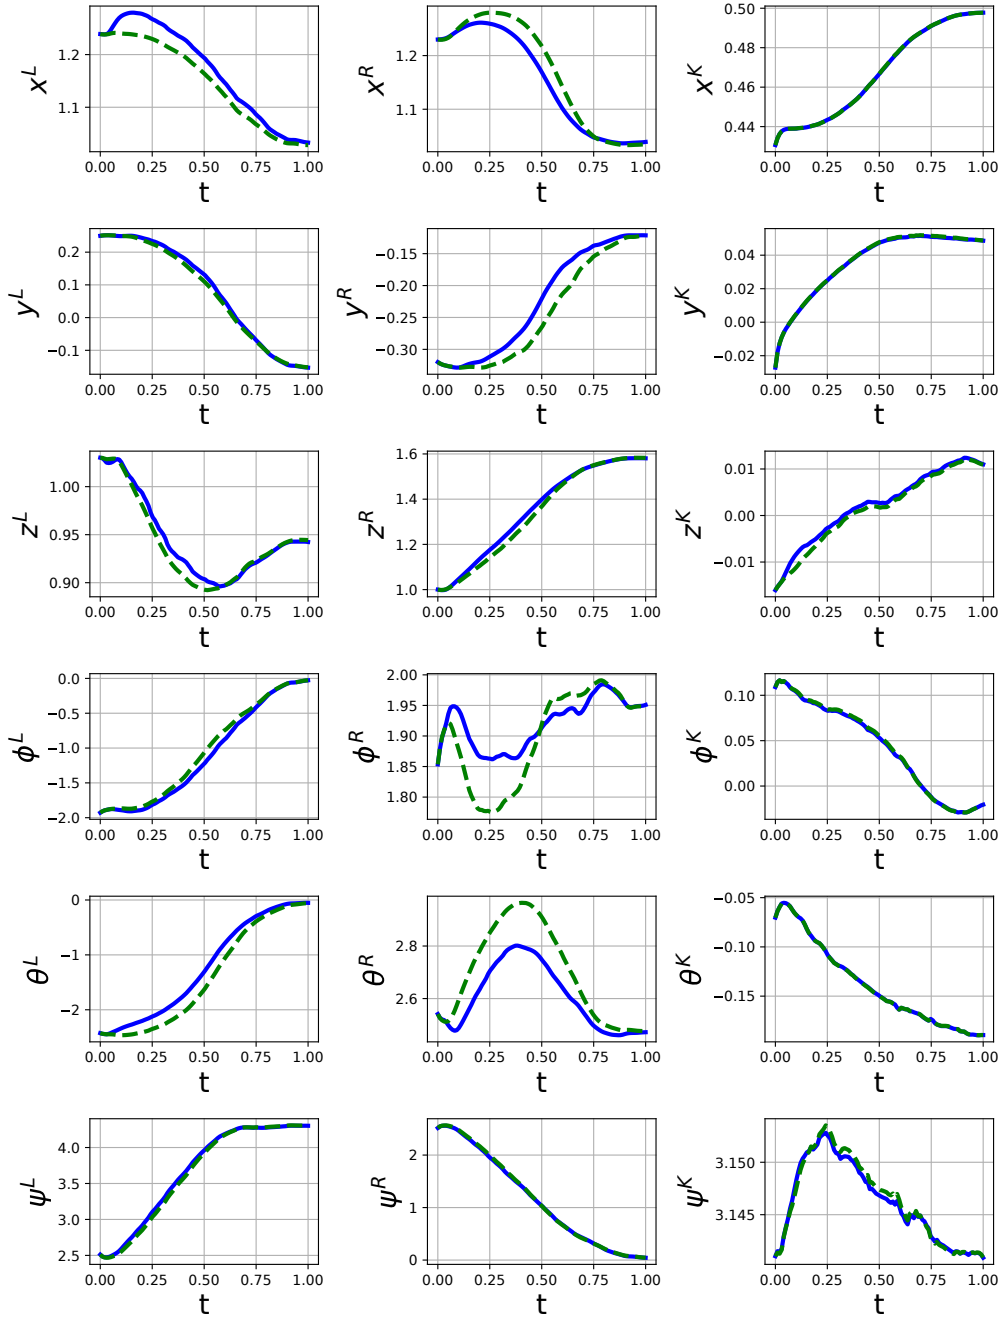 x^L
1.2
1.1
0.00 0.25 0.50 0.75 1.00
t
x^R
1.2
1.1
0.00 0.25 0.50 0.75 1.00
t
x^K
0.50
0.48
0.46
0.44
0.00 0.25 0.50 0.75 1.00
t
y^L
0.2
0.1
0.0
−0.1
0.00 0.25 0.50 0.75 1.00
t
y^R
−0.15
−0.20
−0.25
−0.30
0.00 0.25 0.50 0.75 1.00
t
y^K
0.04
0.02
0.00
−0.02
0.00 0.25 0.50 0.75 1.00
t
z^L
1.00
0.95
0.90
0.00 0.25 0.50 0.75 1.00
t
z^R
1.6
1.4
1.2
1.0
0.00 0.25 0.50 0.75 1.00
t
z^K
0.01
0.00
−0.01
0.00 0.25 0.50 0.75 1.00
t
ϕ^L
0.0
−0.5
−1.0
−1.5
−2.0
0.00 0.25 0.50 0.75 1.00
t
ϕ^R
2.00
1.95
1.90
1.85
1.80
0.00 0.25 0.50 0.75 1.00
t
ϕ^K
0.10
0.05
0.00
0.00 0.25 0.50 0.75 1.00
t
θ^L
0
−1
−2
0.00 0.25 0.50 0.75 1.00
t
θ^R
2.8
2.6
0.00 0.25 0.50 0.75 1.00
t
θ^K
−0.05
−0.10
−0.15
0.00 0.25 0.50 0.75 1.00
t
ψ^L
4.0
3.5
3.0
2.5
0.00 0.25 0.50 0.75 1.00
t
ψ^R
2
1
0
0.00 0.25 0.50 0.75 1.00
t
ψ^K
3.150
3.145
0.00 0.25 0.50 0.75 1.00
t